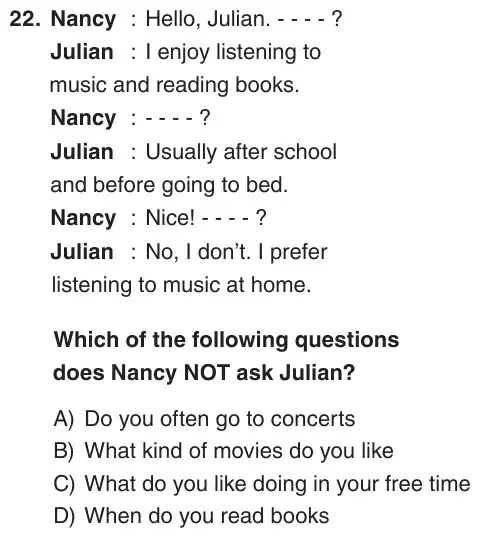 22. Nancy : Hello, Julian. - - - - ?
Julian : I enjoy listening to
music and reading books.
Nancy : - - - - ?
Julian : Usually after school
and before going to bed.
Nancy : Nice! - - - - ?
Julian : No, I don't. I prefer
listening to music at home.
Which of the following questions
does Nancy NOT ask Julian?
A) Do you often go to concerts
B) What kind of movies do you like
C) What do you like doing in your free time
D) When do you read books